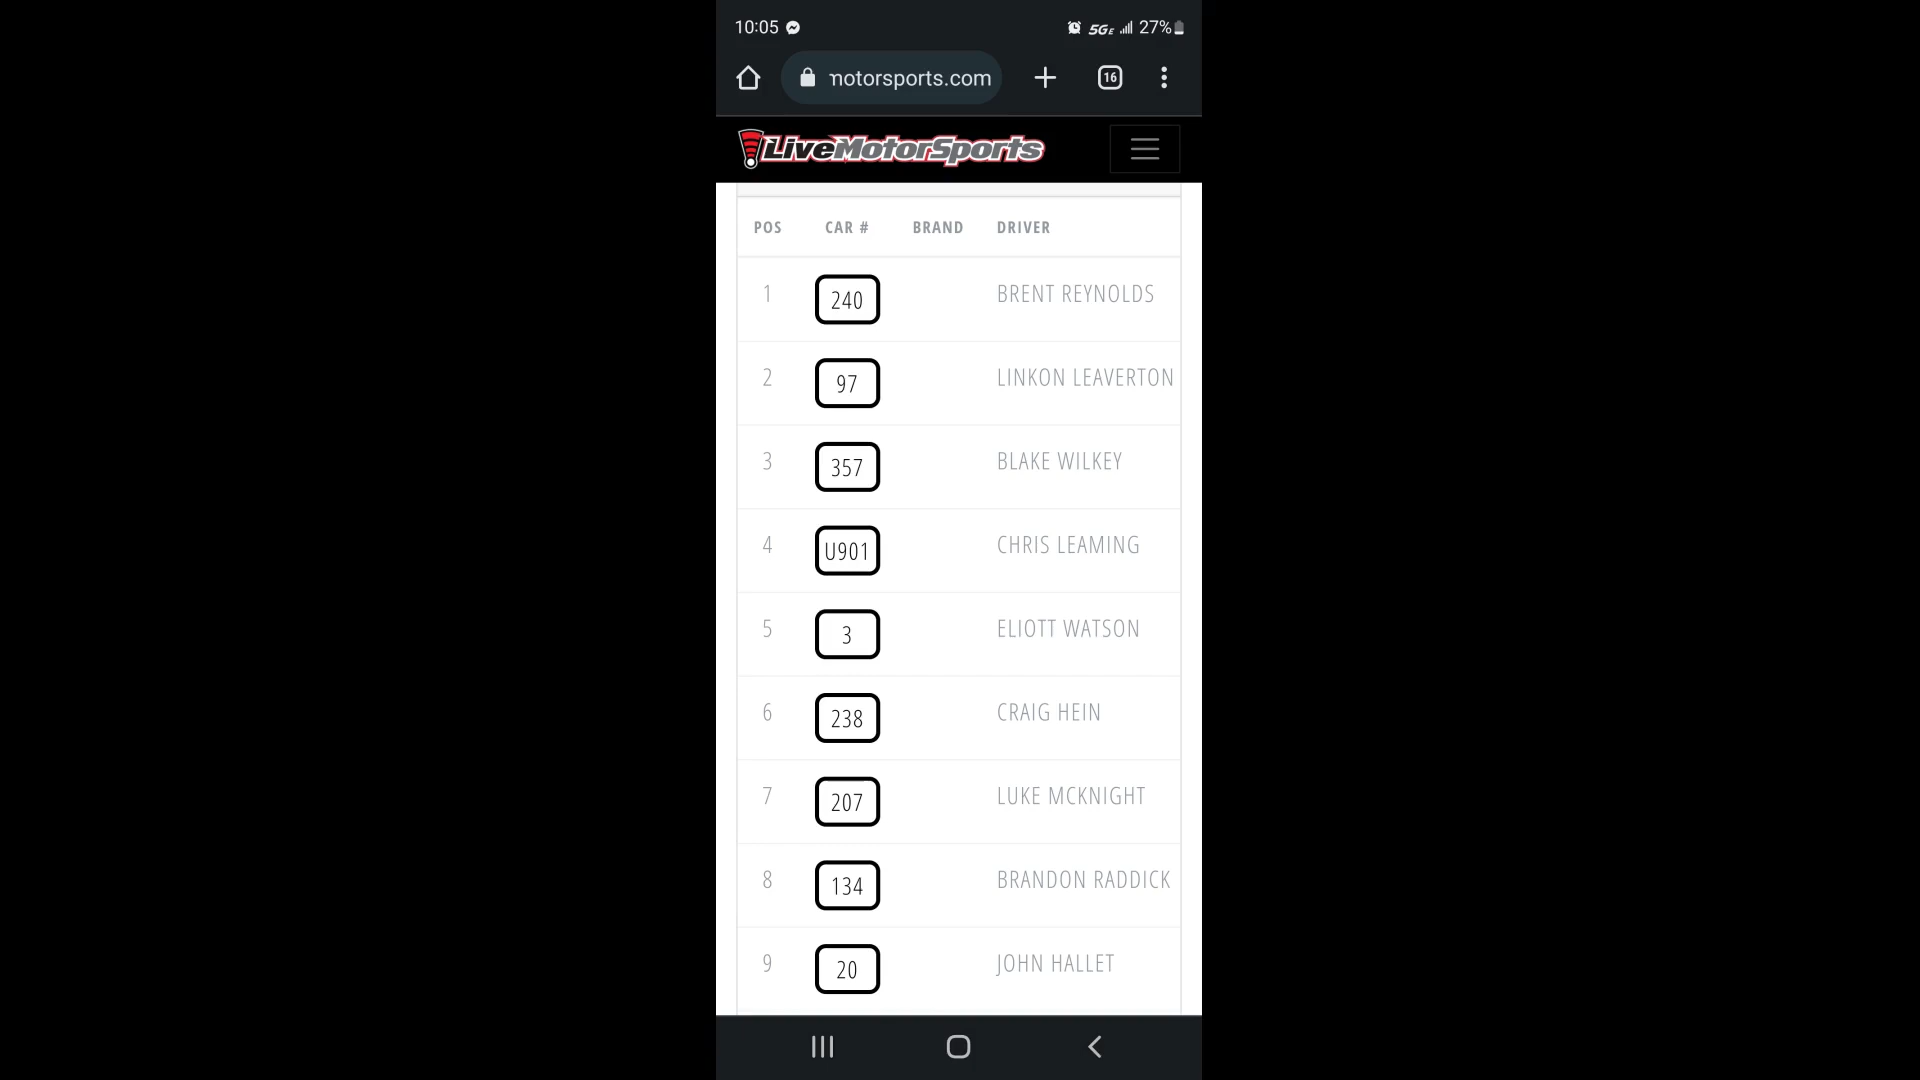 10:05 5GE 27%
motorsports.com 16
LiveMotorSports
POS CAR # BRAND DRIVER
1 240 BRENT REYNOLDS
2 97 LINKON LEAVERTON
3 357 BLAKE WILKEY
4 U901 CHRIS LEAMING
5 3 ELIOTT WATSON
6 238 CRAIG HEIN
7 207 LUKE MCKNIGHT
8 134 BRANDON RADDICK
9 20 JOHN HALLET